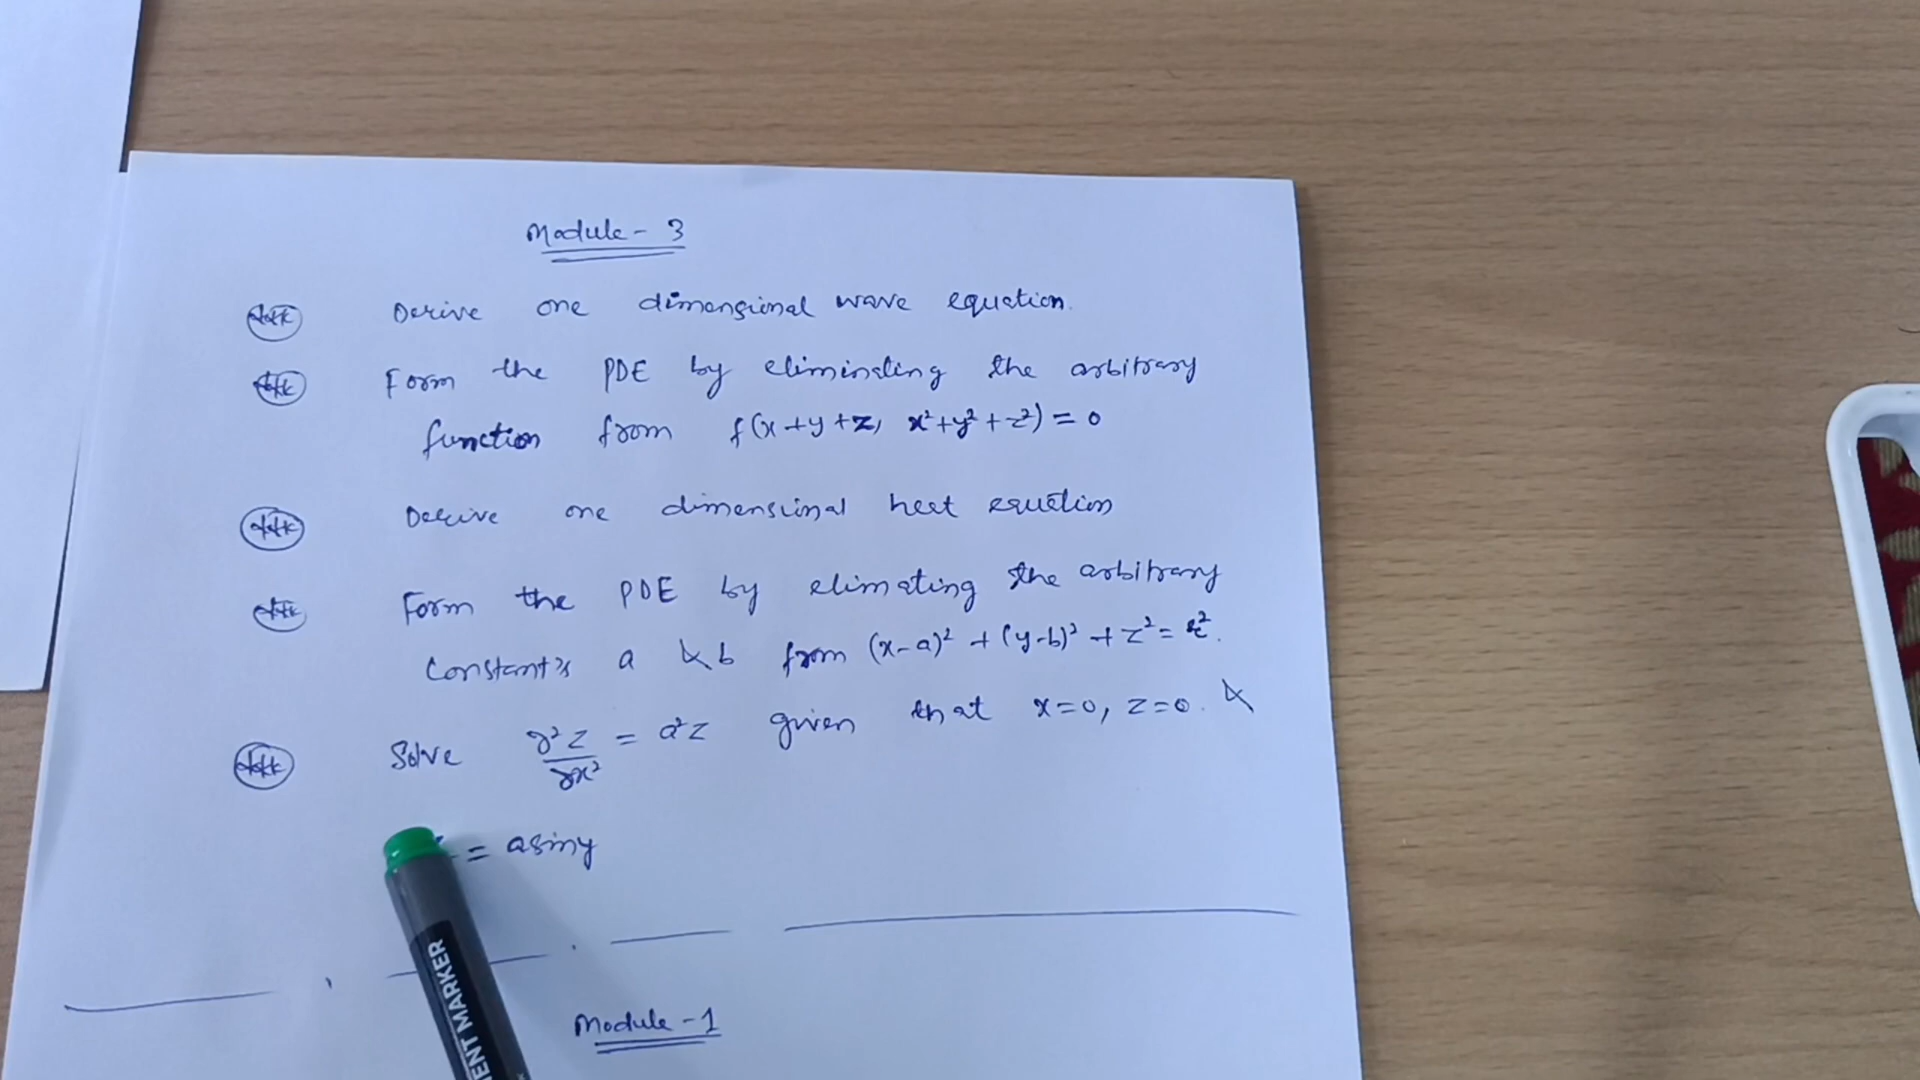 Module - 3
Derive one dimensional wave equation.
Form the PDE by eliminating the arbitrary
function from f(x+y+z, x²+y²+z²) = 0
Derive one dimensional heat equation
Form the PDE by elimating the arbitrary
constants a & b from (x-a)² + (y-b)² + z² =
Solve ∂²z/∂x² = a²z given that x=0, z=0. &
= asiny
Module - 1
ENT MARKER